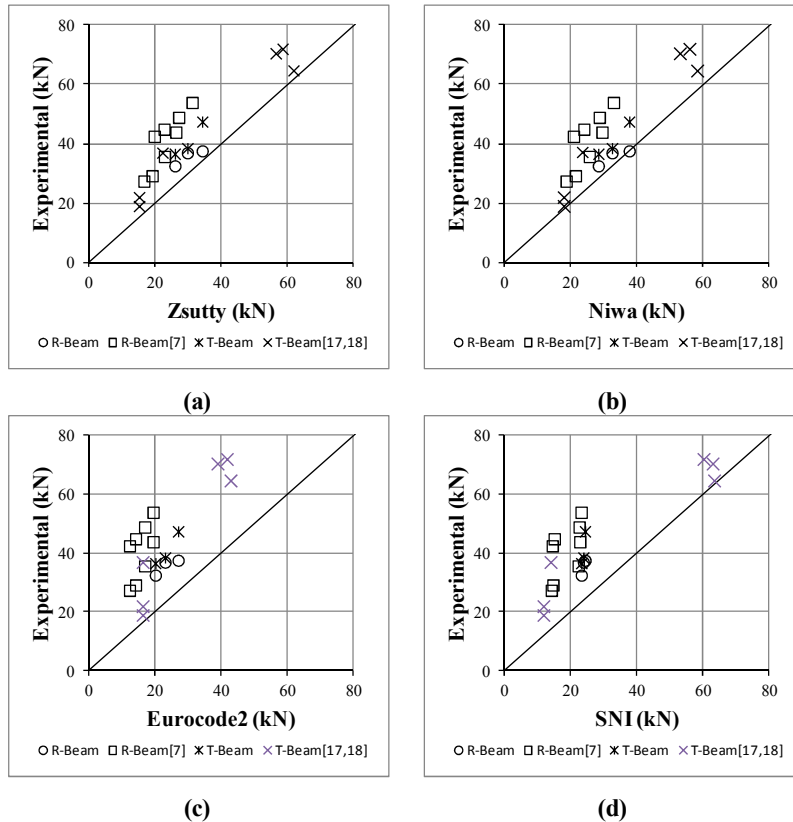 80
60
40
20
0
Experimental (kN)
0 20 40 60 80
Zsutty (kN)
R-Beam R-Beam[7] T-Beam T-Beam[17,18]
(a)
80
60
40
20
0
Experimental (kN)
0 20 40 60 80
Niwa (kN)
R-Beam R-Beam[7] T-Beam T-Beam[17,18]
(b)
80
60
40
20
0
Experimental (kN)
0 20 40 60 80
Eurocode2 (kN)
R-Beam R-Beam[7] T-Beam T-Beam[17,18]
(c)
80
60
40
20
0
Experimental (kN)
0 20 40 60 80
SNI (kN)
R-Beam R-Beam[7] T-Beam T-Beam[17,18]
(d)